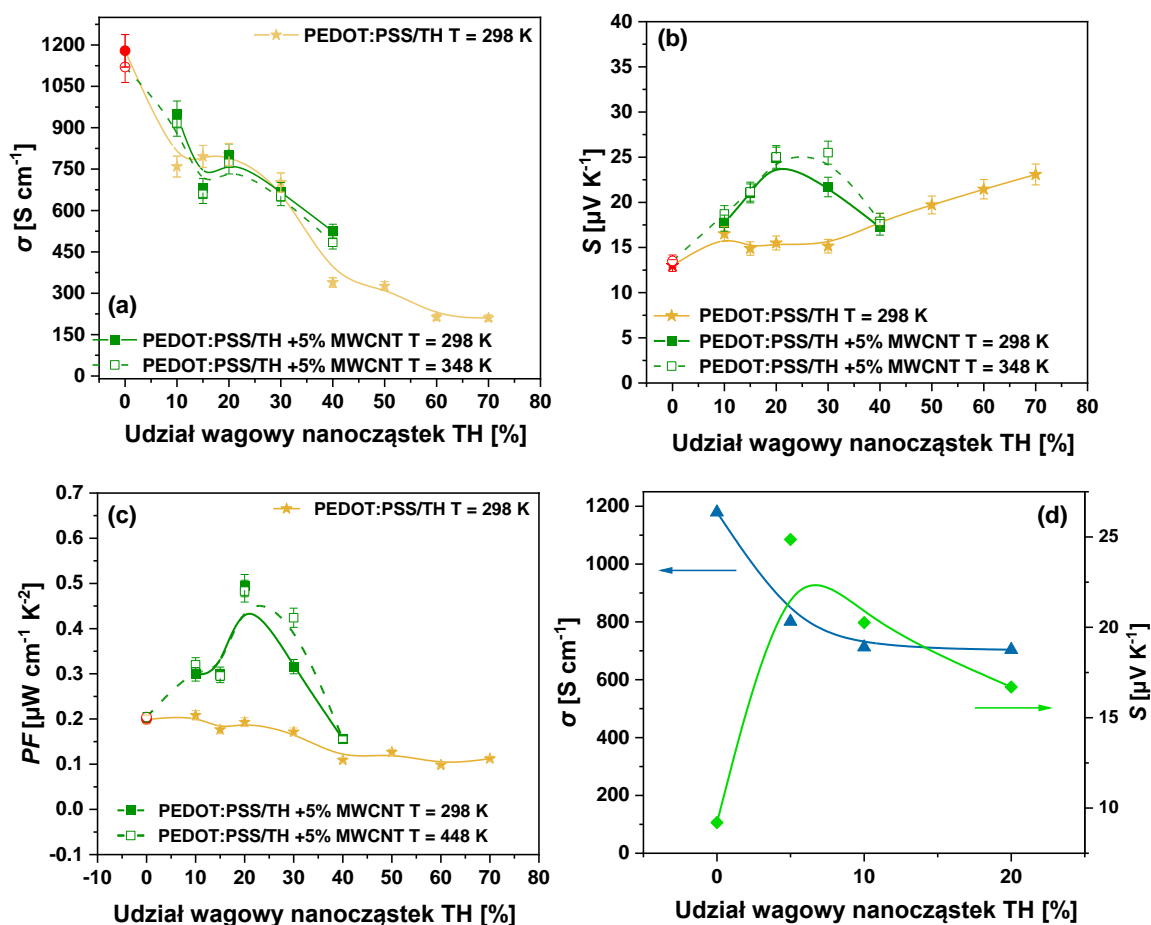 PEDOT:PSS/TH T = 298 K
1200
1050
900
750
600
450
300
150
0
σ [S cm⁻¹]
(a)
PEDOT:PSS/TH +5% MWCNT T = 298 K
PEDOT:PSS/TH +5% MWCNT T = 348 K
0 10 20 30 40 50 60 70 80
Udział wagowy nanocząstek TH [%]
(b)
40
35
30
25
20
15
10
5
0
S [µV K⁻¹]
PEDOT:PSS/TH T = 298 K
PEDOT:PSS/TH +5% MWCNT T = 298 K
PEDOT:PSS/TH +5% MWCNT T = 348 K
0 10 20 30 40 50 60 70 80
Udział wagowy nanocząstek TH [%]
(c)
PEDOT:PSS/TH T = 298 K
0.7
0.6
0.5
0.4
0.3
0.2
0.1
0.0
-0.1
PF [µW cm⁻¹ K⁻²]
PEDOT:PSS/TH +5% MWCNT T = 298 K
PEDOT:PSS/TH +5% MWCNT T = 448 K
-10 0 10 20 30 40 50 60 70 80
Udział wagowy nanocząstek TH [%]
(d)
1200
1000
800
600
400
200
0
σ [S cm⁻¹]
25
20
15
10
S [µV K⁻¹]
0 10 20
Udział wagowy nanocząstek TH [%]